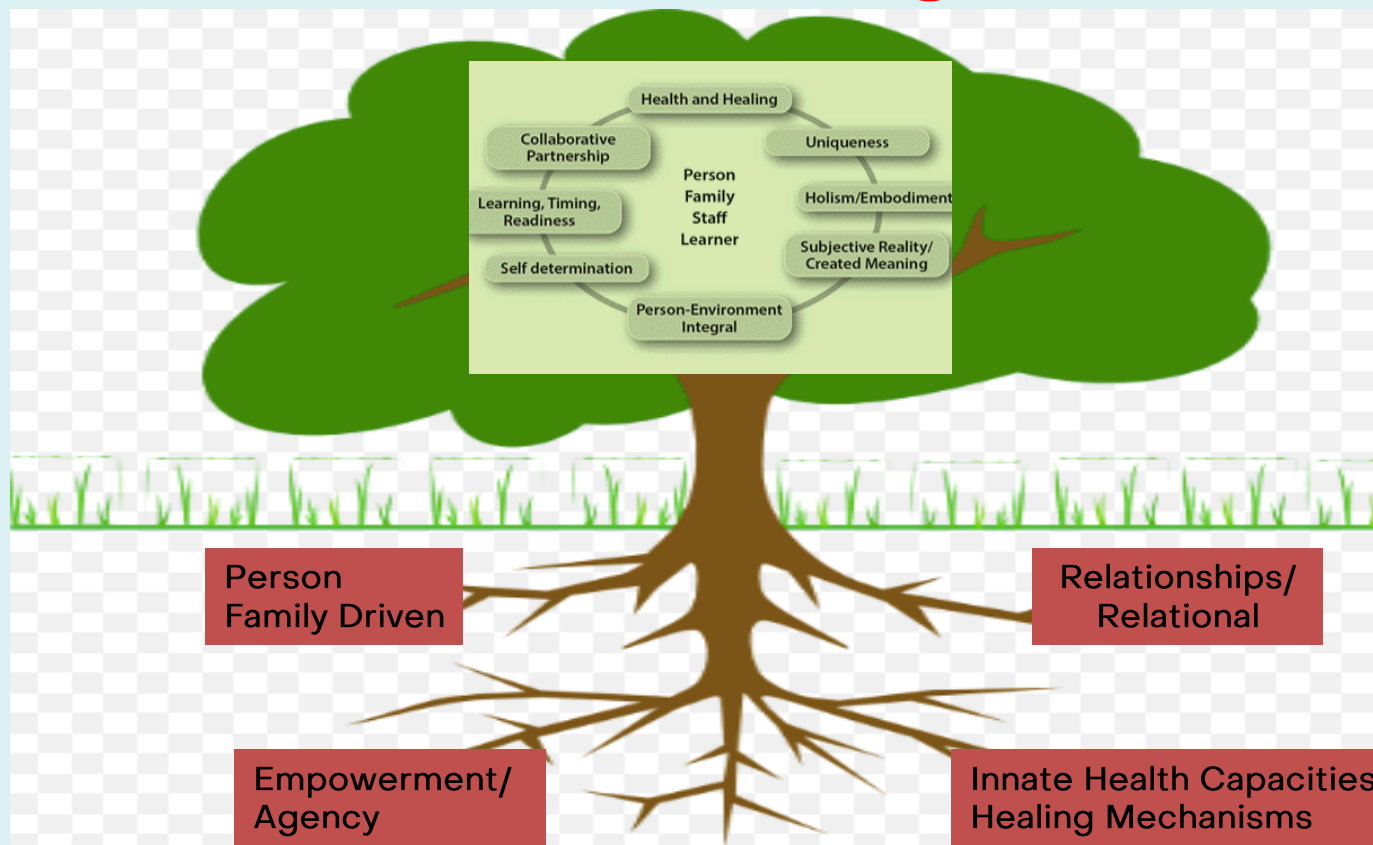 Health and Healing
Collaborative
Partnership
Uniqueness
Person
Family
Staff
Learner
Learning, Timing,
Readiness
Holism/Embodiment
Subjective Reality/
Created Meaning
Self determination
Person-Environment
Integral
Person
Family Driven
Relationships/
Relational
Empowerment/
Agency
Innate Health Capacities
Healing Mechanisms